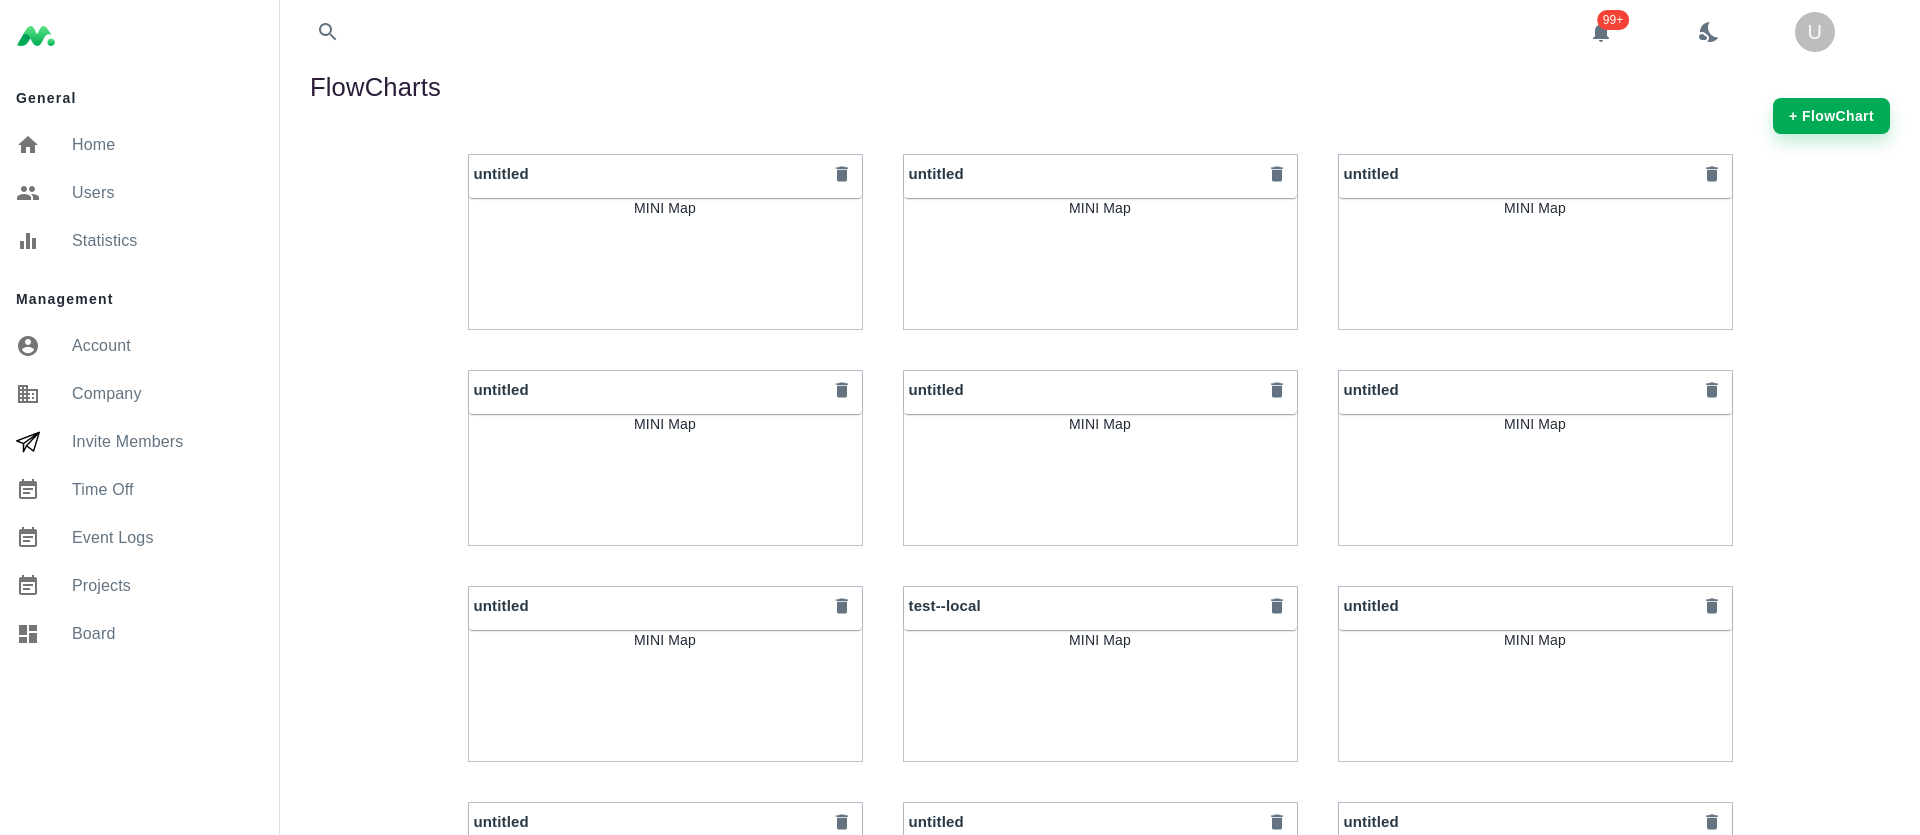 99+
U
General
Home
Users
Statistics
Management
Account
Company
Invite Members
Time Off
Event Logs
Projects
Board
FlowCharts
+ FlowChart
untitled
MINI Map
untitled
MINI Map
untitled
MINI Map
untitled
MINI Map
untitled
MINI Map
untitled
MINI Map
untitled
MINI Map
test--local
MINI Map
untitled
MINI Map
untitled
untitled
untitled